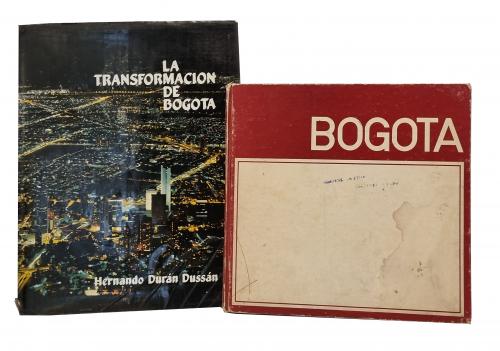 LA
TRANSFORMACION
DE
BOGOTA
Hernando Durán Dussán
BOGOTA